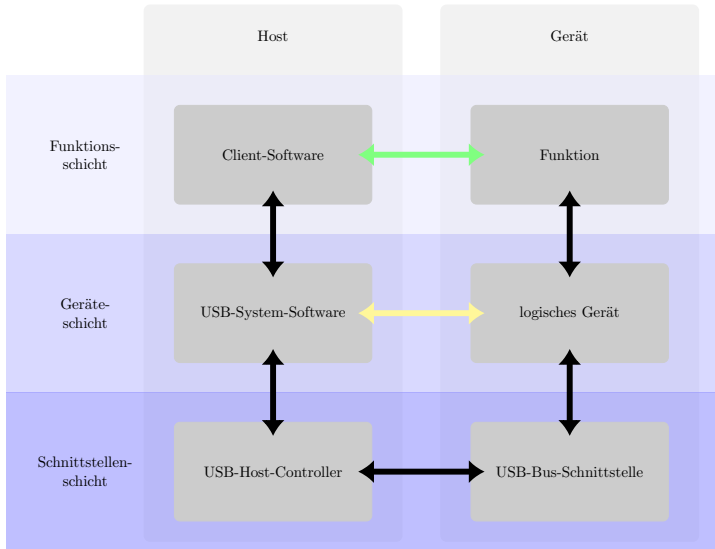 Host
Gerät
Funktions-
schicht
Client-Software
Funktion
Geräte-
schicht
USB-System-Software
logisches Gerät
Schnittstellen-
schicht
USB-Host-Controller
USB-Bus-Schnittstelle